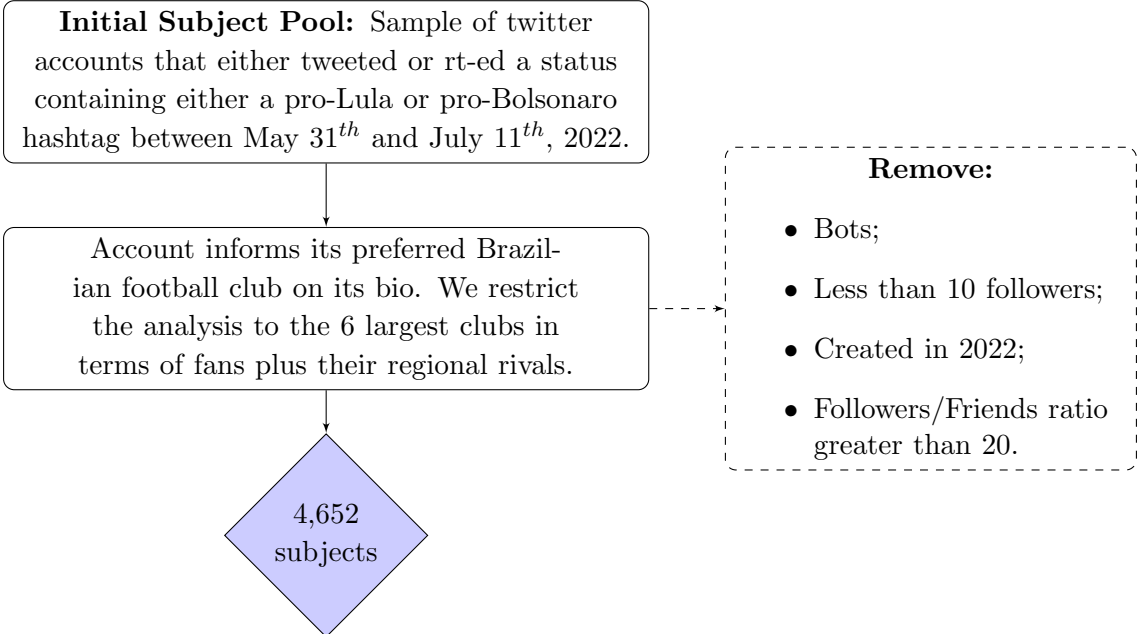 Initial Subject Pool: Sample of twitter
accounts that either tweeted or rt-ed a status
containing either a pro-Lula or pro-Bolsonaro
hashtag between May 31th and July 11th, 2022.
Account informs its preferred Brazil-
ian football club on its bio. We restrict
the analysis to the 6 largest clubs in
terms of fans plus their regional rivals.
Remove:
• Bots;
• Less than 10 followers;
• Created in 2022;
• Followers/Friends ratio
greater than 20.
4,652
subjects